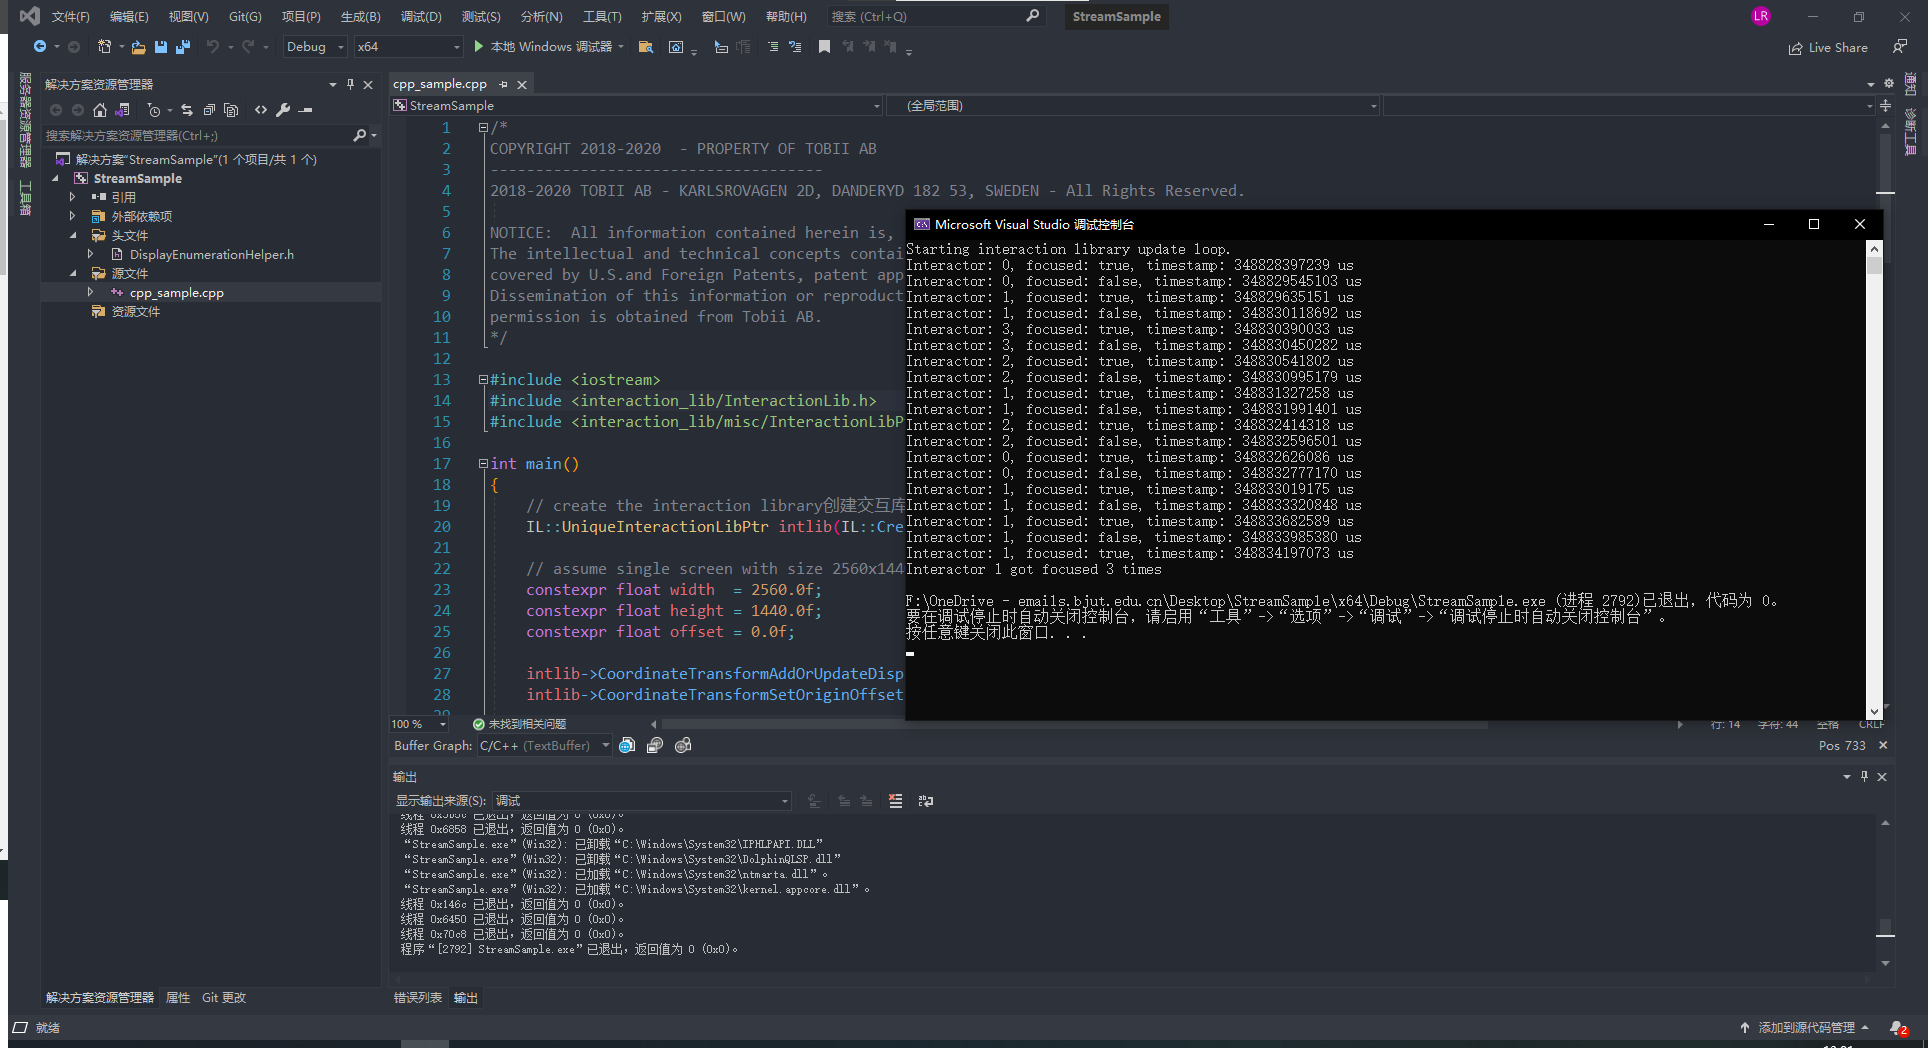 文件(F) 编辑(E) 视图(V) Git(G) 项目(P) 生成(B) 调试(D) 测试(S) 分析(N) 工具(T) 扩展(X) 窗口(W) 帮助(H) 搜索 (Ctrl+Q) StreamSample LR
Debug x64 本地 Windows 调试器 Live Share
服务器资源管理器
工具箱
解决方案资源管理器
搜索解决方案资源管理器(Ctrl+;)
解决方案"StreamSample"(1 个项目/共 1 个)
StreamSample
引用
外部依赖项
头文件
DisplayEnumerationHelper.h
源文件
cpp_sample.cpp
资源文件
解决方案资源管理器 属性 Git 更改
cpp_sample.cpp
StreamSample (全局范围)
1 /*
2 COPYRIGHT 2018-2020  - PROPERTY OF TOBII AB
3 -------------------------------------
4 2018-2020 TOBII AB - KARLSROVAGEN 2D, DANDERYD 182 53, SWEDEN - All Rights Reserved.
5
6 NOTICE:  All information contained herein is,
7 The intellectual and technical concepts contai
8 covered by U.S.and Foreign Patents, patent app
9 Dissemination of this information or reproduct
10 permission is obtained from Tobii AB.
11 */
12
13 #include <iostream>
14 #include <interaction_lib/InteractionLib.h>
15 #include <interaction_lib/misc/InteractionLibP
16
17 int main()
18 {
19 // create the interaction library创建交互库
20 IL::UniqueInteractionLibPtr intlib(IL::Cre
21
22 // assume single screen with size 2560x144
23 constexpr float width  = 2560.0f;
24 constexpr float height = 1440.0f;
25 constexpr float offset = 0.0f;
26
27 intlib->CoordinateTransformAddOrUpdateDisp
28 intlib->CoordinateTransformSetOriginOffset
29
100 % 未找到相关问题 行: 14 字符: 44 空格 CRLF
Buffer Graph: C/C++ (TextBuffer) Pos 733
Microsoft Visual Studio 调试控制台
Starting interaction library update loop.
Interactor: 0, focused: true, timestamp: 348828397239 us
Interactor: 0, focused: false, timestamp: 348829545103 us
Interactor: 1, focused: true, timestamp: 348829635151 us
Interactor: 1, focused: false, timestamp: 348830118692 us
Interactor: 3, focused: true, timestamp: 348830390033 us
Interactor: 3, focused: false, timestamp: 348830450282 us
Interactor: 2, focused: true, timestamp: 348830541802 us
Interactor: 2, focused: false, timestamp: 348830995179 us
Interactor: 1, focused: true, timestamp: 348831327258 us
Interactor: 1, focused: false, timestamp: 348831991401 us
Interactor: 2, focused: true, timestamp: 348832414318 us
Interactor: 2, focused: false, timestamp: 348832596501 us
Interactor: 0, focused: true, timestamp: 348832626086 us
Interactor: 0, focused: false, timestamp: 348832777170 us
Interactor: 1, focused: true, timestamp: 348833019175 us
Interactor: 1, focused: false, timestamp: 348833320848 us
Interactor: 1, focused: true, timestamp: 348833682589 us
Interactor: 1, focused: false, timestamp: 348833985380 us
Interactor: 1, focused: true, timestamp: 348834197073 us
Interactor 1 got focused 3 times
F:\OneDrive - emails.bjut.edu.cn\Desktop\StreamSample\x64\Debug\StreamSample.exe (进程 2792)已退出，代码为 0。
要在调试停止时自动关闭控制台，请启用“工具”->“选项”->“调试”->“调试停止时自动关闭控制台”。
按任意键关闭此窗口. . .
通知
诊断工具
输出
显示输出来源(S): 调试
线程 0x5b5c 已退出，返回值为 0 (0x0)。
线程 0x6858 已退出，返回值为 0 (0x0)。
“StreamSample.exe”(Win32): 已卸载“C:\Windows\System32\IPHLPAPI.DLL”
“StreamSample.exe”(Win32): 已卸载“C:\Windows\System32\DolphinQLSP.dll”
“StreamSample.exe”(Win32): 已加载“C:\Windows\System32\ntmarta.dll”。
“StreamSample.exe”(Win32): 已加载“C:\Windows\System32\kernel.appcore.dll”。
线程 0x146c 已退出，返回值为 0 (0x0)。
线程 0x6450 已退出，返回值为 0 (0x0)。
线程 0x70c8 已退出，返回值为 0 (0x0)。
程序“[2792] StreamSample.exe”已退出，返回值为 0 (0x0)。
错误列表 输出
就绪 添加到源代码管理 2